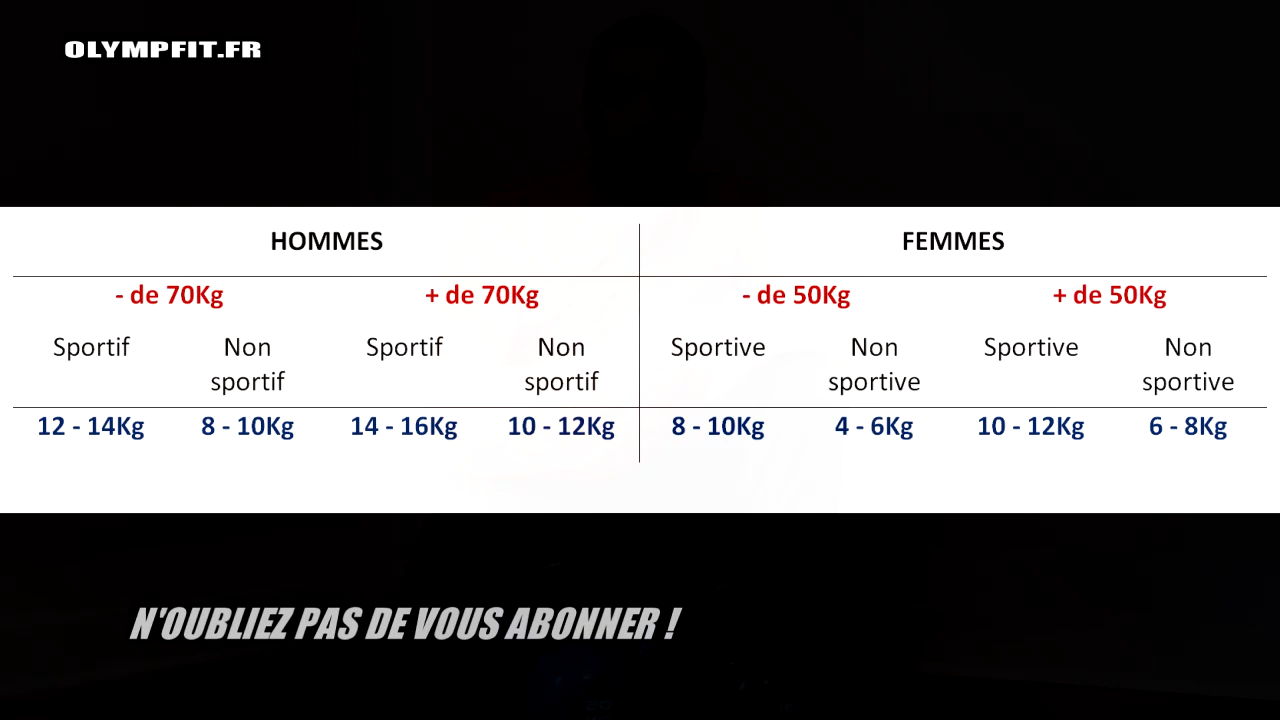 OLYMPFIT.FR
HOMMES FEMMES
- de 70Kg + de 70Kg - de 50Kg + de 50Kg
Sportif Non sportif Sportif Non sportif Sportive Non sportive Sportive Non sportive
12 - 14Kg 8 - 10Kg 14 - 16Kg 10 - 12Kg 8 - 10Kg 4 - 6Kg 10 - 12Kg 6 - 8Kg
N'OUBLIEZ PAS DE VOUS ABONNER !